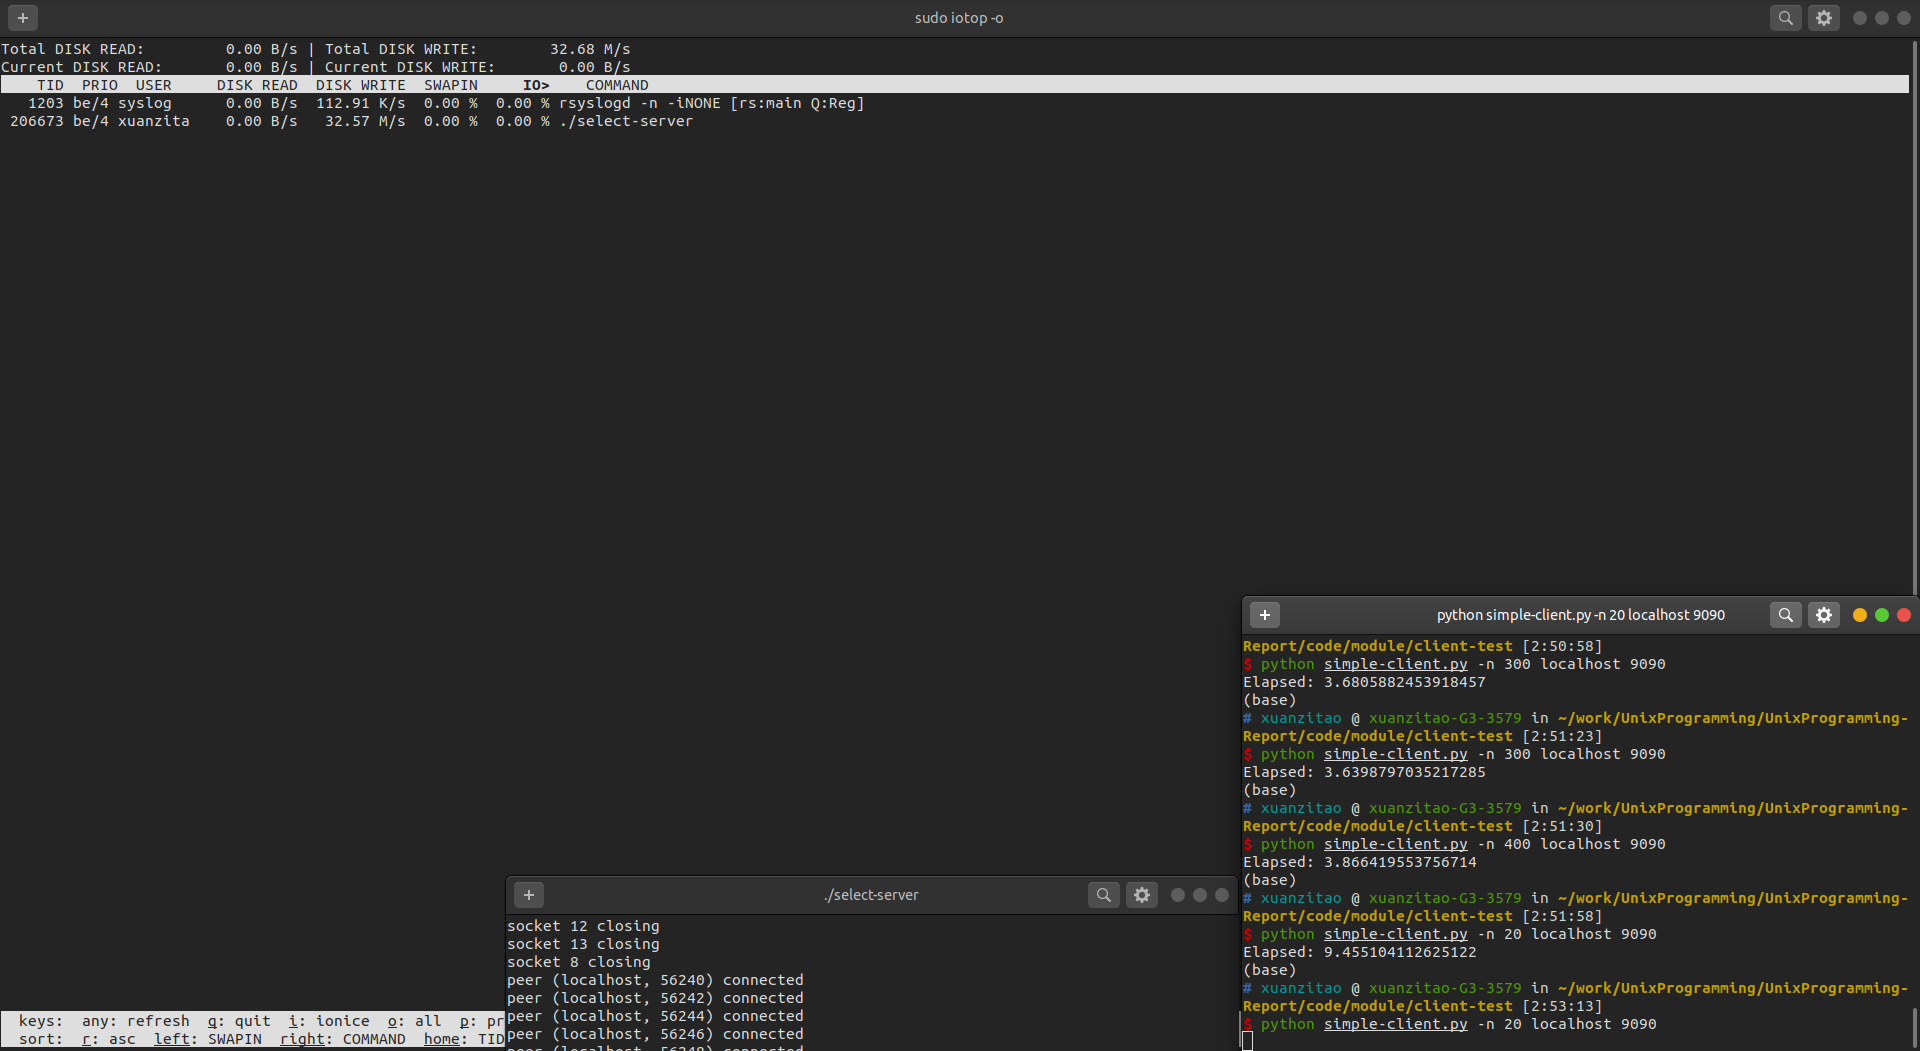 sudo iotop -o
Total DISK READ:         0.00 B/s | Total DISK WRITE:        32.68 M/s
Current DISK READ:       0.00 B/s | Current DISK WRITE:       0.00 B/s
TID  PRIO  USER     DISK READ  DISK WRITE  SWAPIN     IO>    COMMAND
1203 be/4 syslog      0.00 B/s  112.91 K/s  0.00 %  0.00 % rsyslogd -n -iNONE [rs:main Q:Reg]
206673 be/4 xuanzita    0.00 B/s   32.57 M/s  0.00 %  0.00 % ./select-server
keys:  any: refresh  q: quit  i: ionice  o: all  p: pr
sort:  r: asc  left: SWAPIN  right: COMMAND  home: TID
./select-server
socket 12 closing
socket 13 closing
socket 8 closing
peer (localhost, 56240) connected
peer (localhost, 56242) connected
peer (localhost, 56244) connected
peer (localhost, 56246) connected
peer (localhost, 56248) connected
python simple-client.py -n 20 localhost 9090
Report/code/module/client-test [2:50:58]
$ python simple-client.py -n 300 localhost 9090
Elapsed: 3.6805882453918457
(base)
# xuanzitao @ xuanzitao-G3-3579 in ~/work/UnixProgramming/UnixProgramming-
Report/code/module/client-test [2:51:23]
$ python simple-client.py -n 300 localhost 9090
Elapsed: 3.6398797035217285
(base)
# xuanzitao @ xuanzitao-G3-3579 in ~/work/UnixProgramming/UnixProgramming-
Report/code/module/client-test [2:51:30]
$ python simple-client.py -n 400 localhost 9090
Elapsed: 3.866419553756714
(base)
# xuanzitao @ xuanzitao-G3-3579 in ~/work/UnixProgramming/UnixProgramming-
Report/code/module/client-test [2:51:58]
$ python simple-client.py -n 20 localhost 9090
Elapsed: 9.455104112625122
(base)
# xuanzitao @ xuanzitao-G3-3579 in ~/work/UnixProgramming/UnixProgramming-
Report/code/module/client-test [2:53:13]
$ python simple-client.py -n 20 localhost 9090